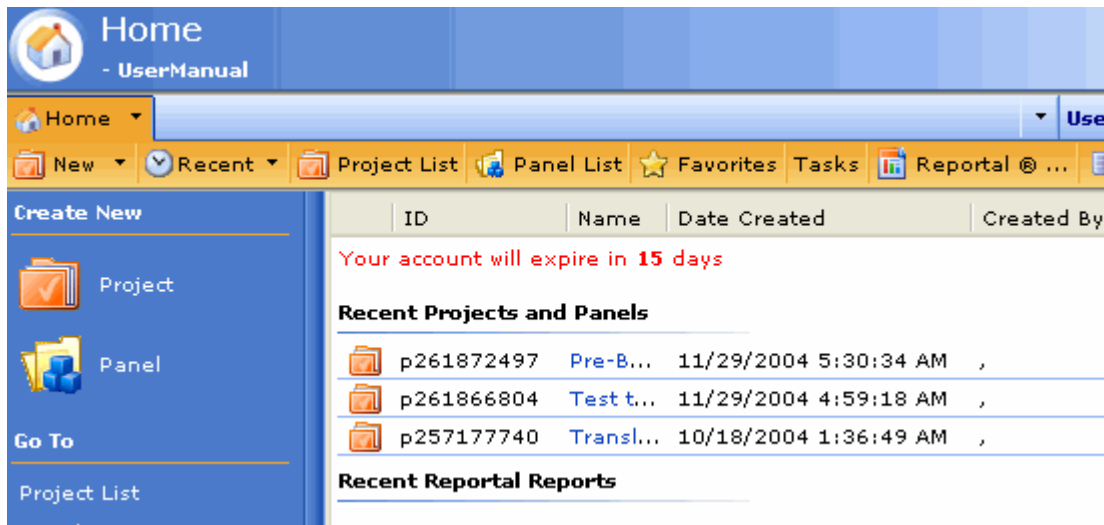 Home
- UserManual
Home Use
New Recent Project List Panel List Favorites Tasks Reportal ® ...
Create New
Project
Panel
Go To
Project List
ID Name Date Created Created By
Your account will expire in 15 days
Recent Projects and Panels
p261872497 Pre-B... 11/29/2004 5:30:34 AM ,
p261866804 Test t... 11/29/2004 4:59:18 AM ,
p257177740 Transl... 10/18/2004 1:36:49 AM ,
Recent Reportal Reports